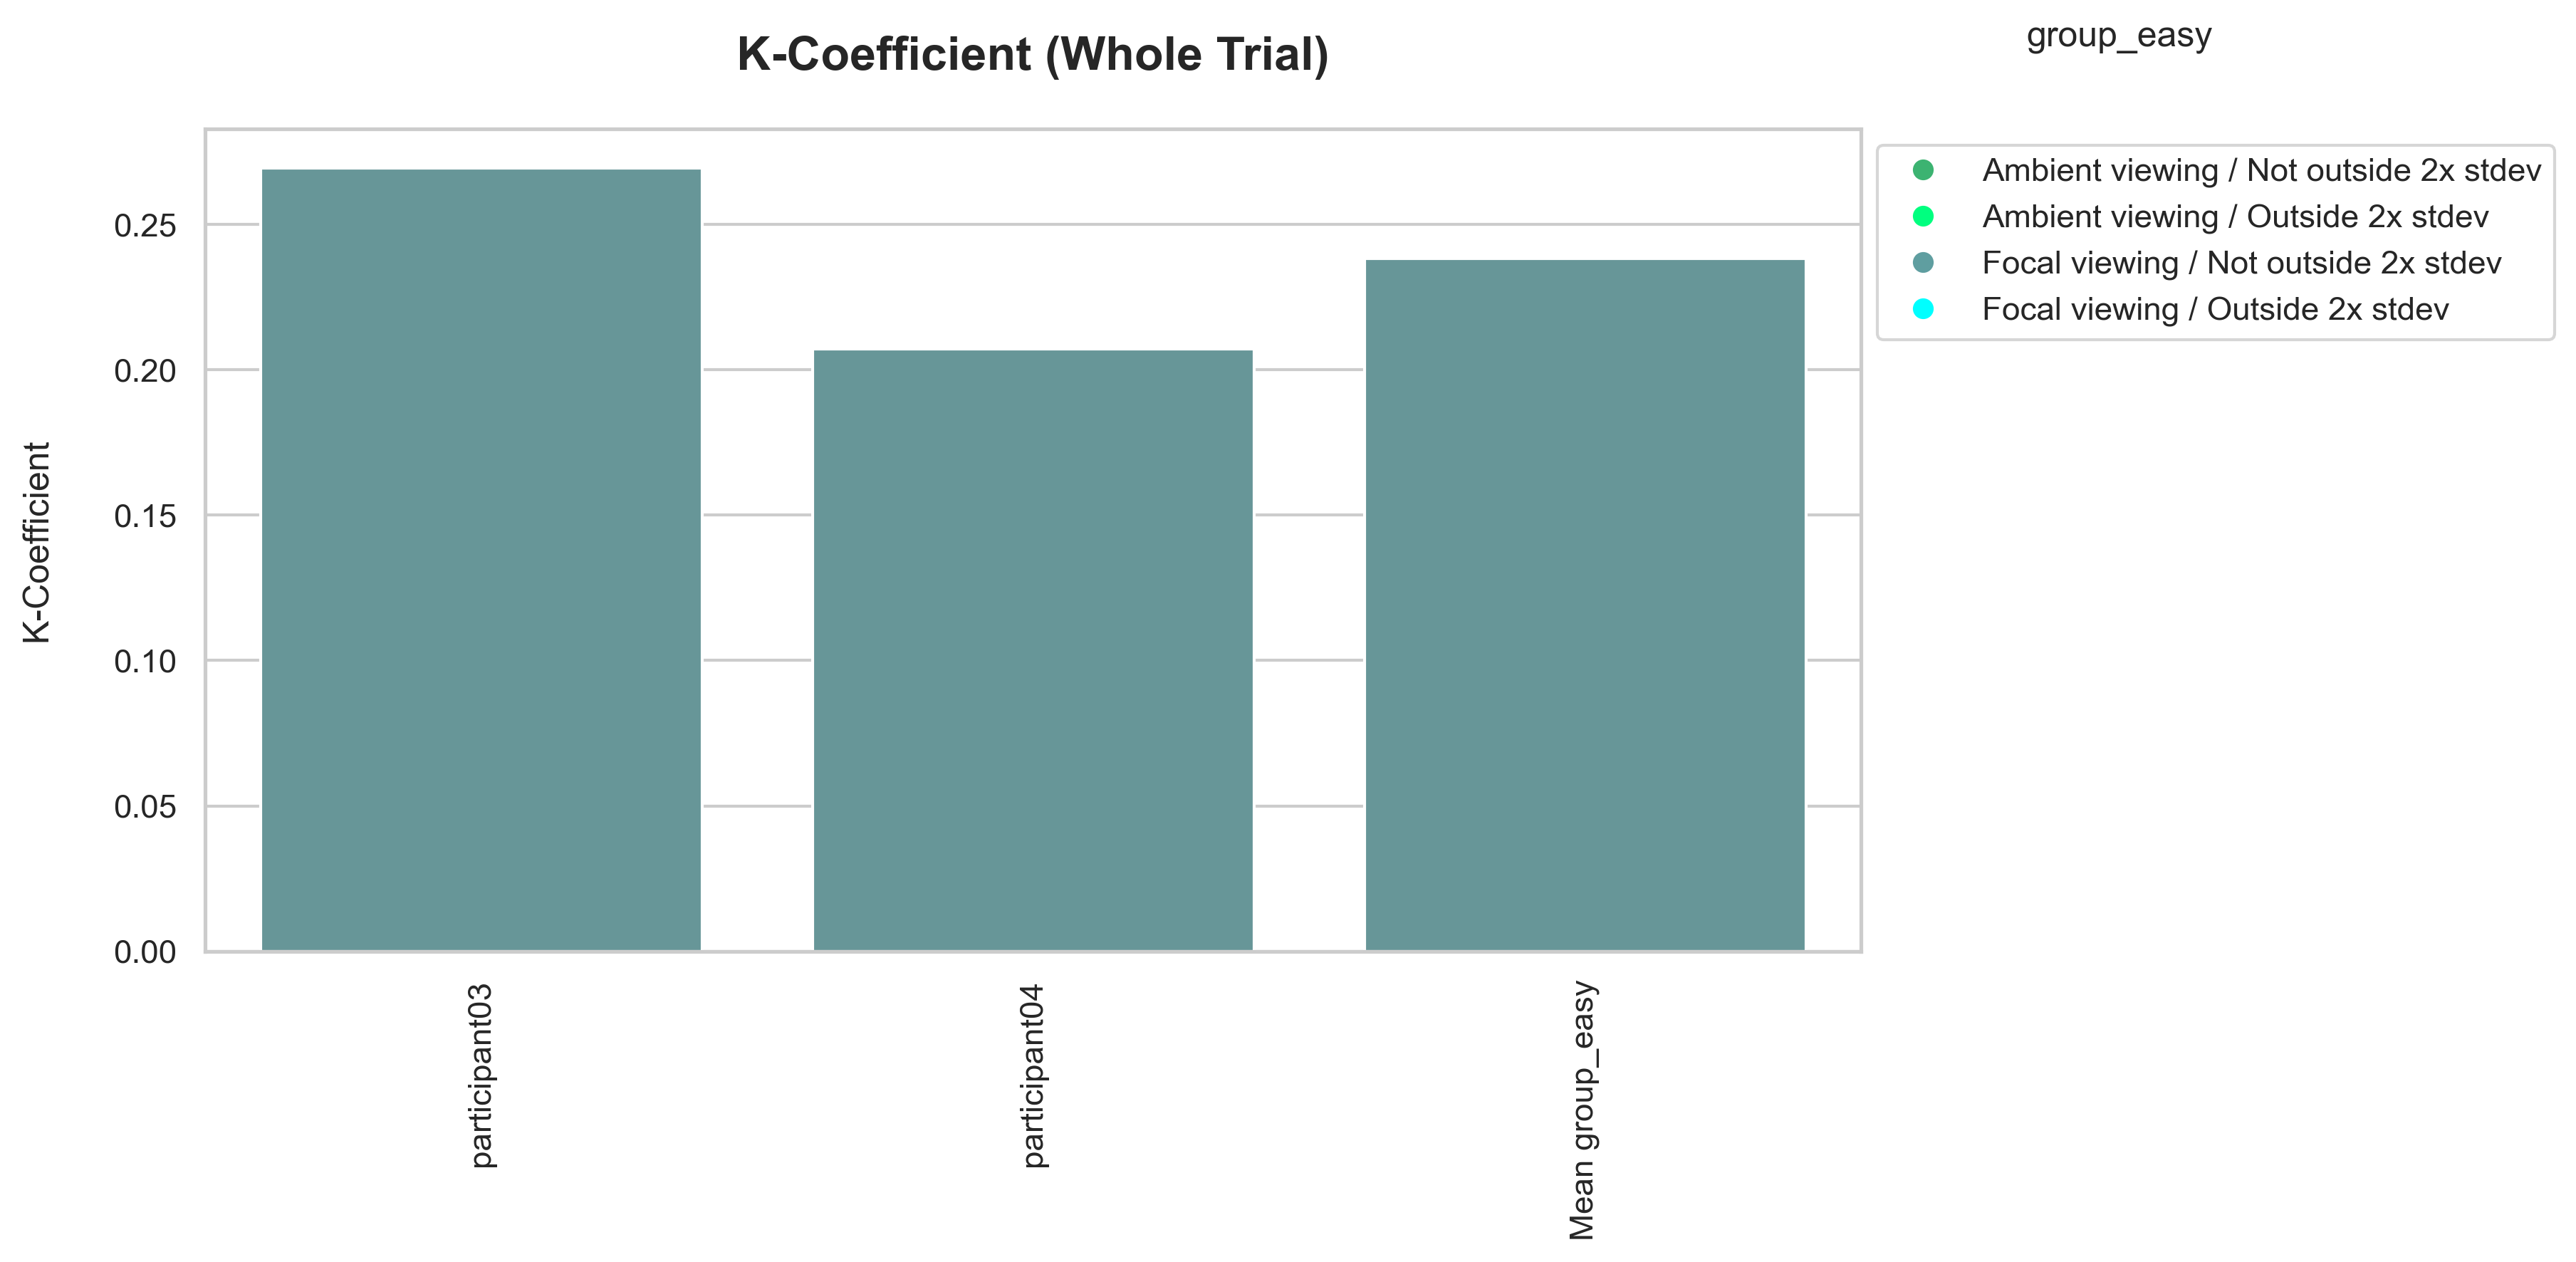 K-Coefficient (Whole Trial)
group_easy
Ambient viewing / Not outside 2x stdev
Ambient viewing / Outside 2x stdev
Focal viewing / Not outside 2x stdev
Focal viewing / Outside 2x stdev
K-Coefficient
0.25
0.20
0.15
0.10
0.05
0.00
participant03
participant04
Mean group_easy